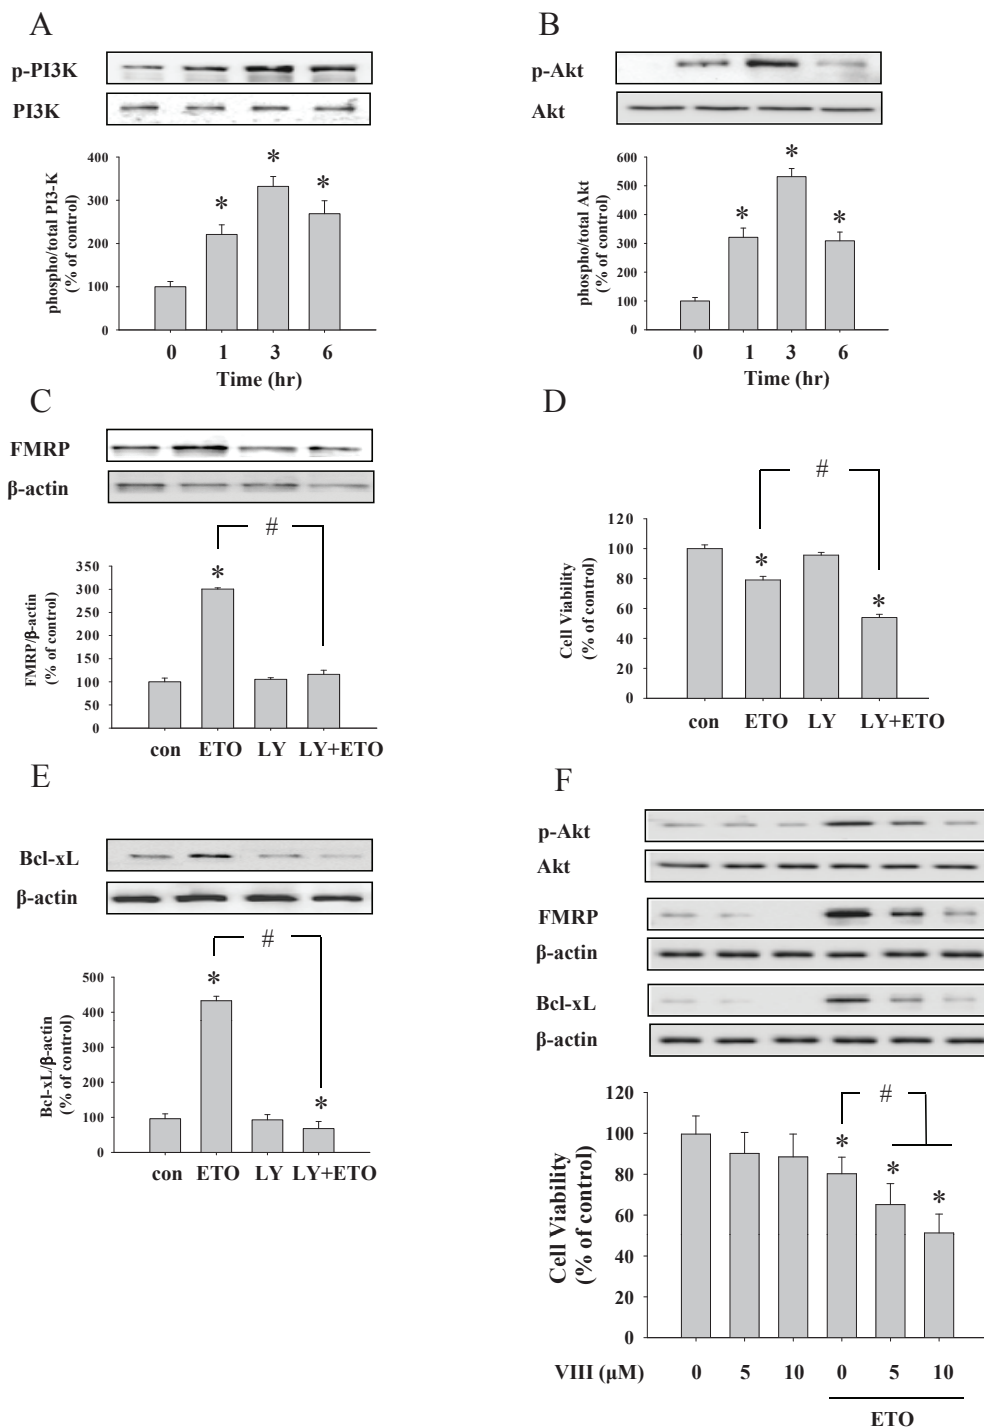 A
p-PI3K
PI3K
phospho/total PI3-K
(% of control)
400
300
200
100
0
*
*
*
0 1 3 6
Time (hr)
B
p-Akt
Akt
phospho/total Akt
(% of control)
600
500
400
300
200
100
0
*
*
*
0 1 3 6
Time (hr)
C
FMRP
β-actin
#
FMRP/β-actin
(% of control)
350
300
250
200
150
100
50
0
*
con ETO LY LY+ETO
D
#
Cell Viability
(% of control)
120
100
80
60
40
20
0
*
*
con ETO LY LY+ETO
E
Bcl-xL
β-actin
#
Bcl-xL/β-actin
(% of control)
500
400
300
200
100
0
*
*
con ETO LY LY+ETO
F
p-Akt
Akt
FMRP
β-actin
Bcl-xL
β-actin
#
Cell Viability
(% of control)
120
100
80
60
40
20
0
*
*
*
VIII (μM) 0 5 10 0 5 10
ETO